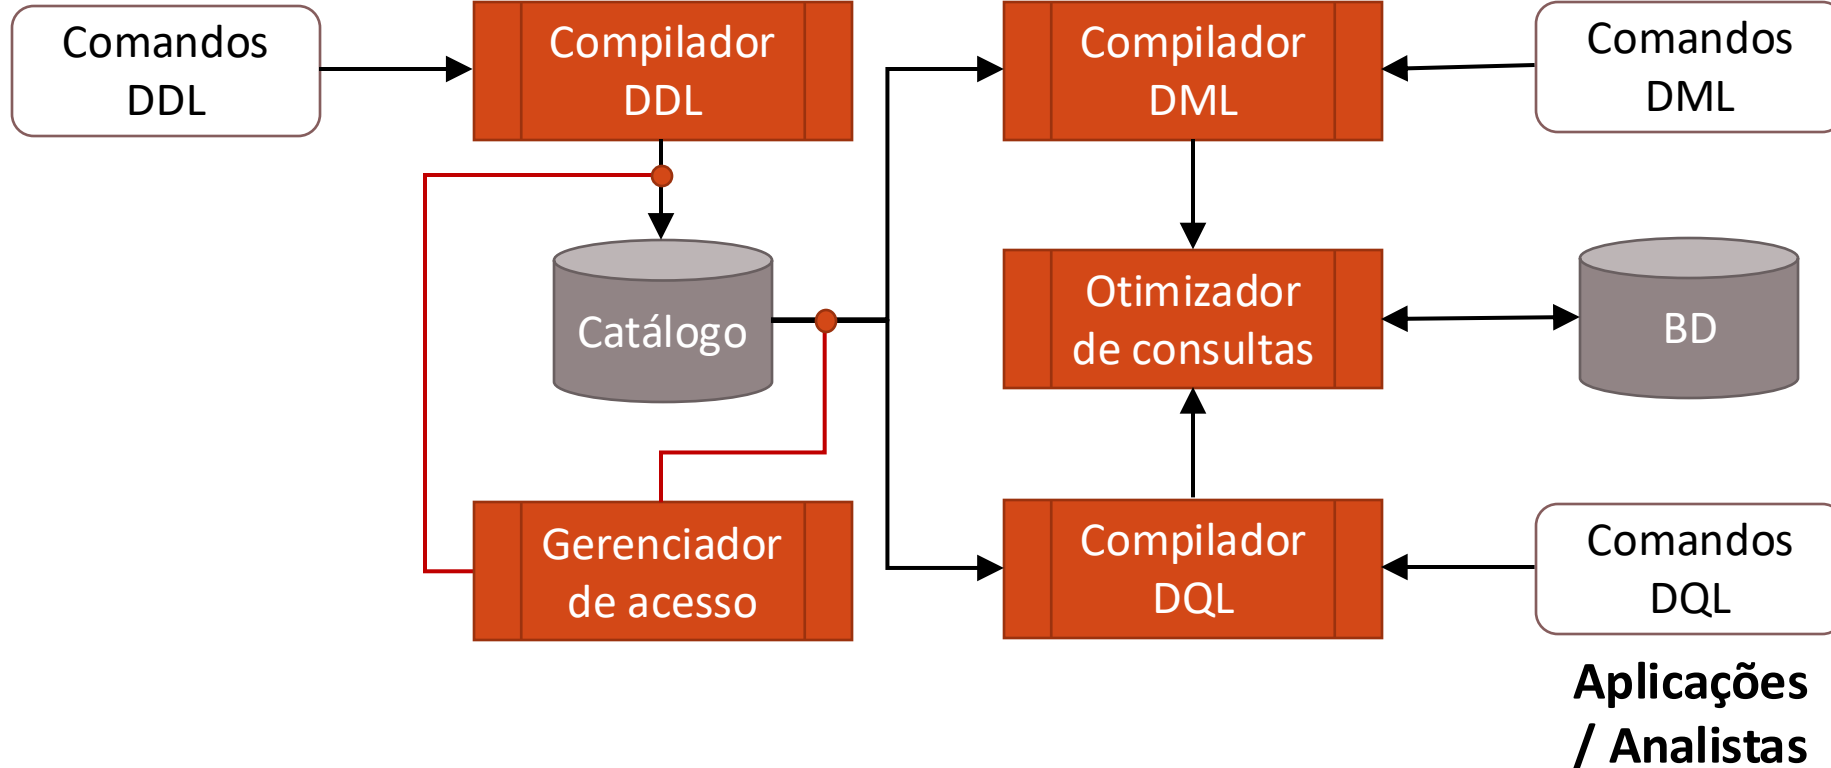 Comandos
DDL
Compilador
DDL
Compilador
DML
Comandos
DML
Catálogo
Otimizador
de consultas
BD
Gerenciador
de acesso
Compilador
DQL
Comandos
DQL
Aplicações
/ Analistas